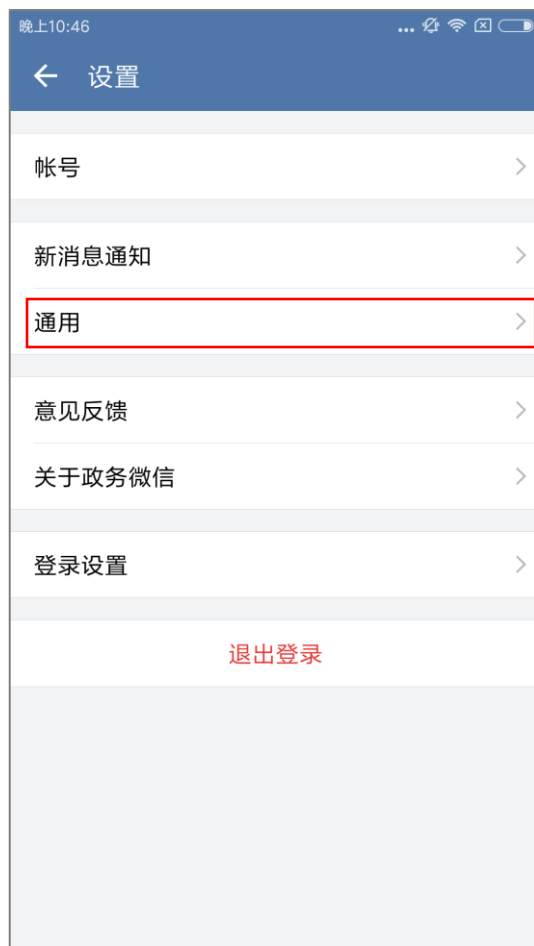 晚上10:46
设置
帐号
新消息通知
通用
意见反馈
关于政务微信
登录设置
退出登录